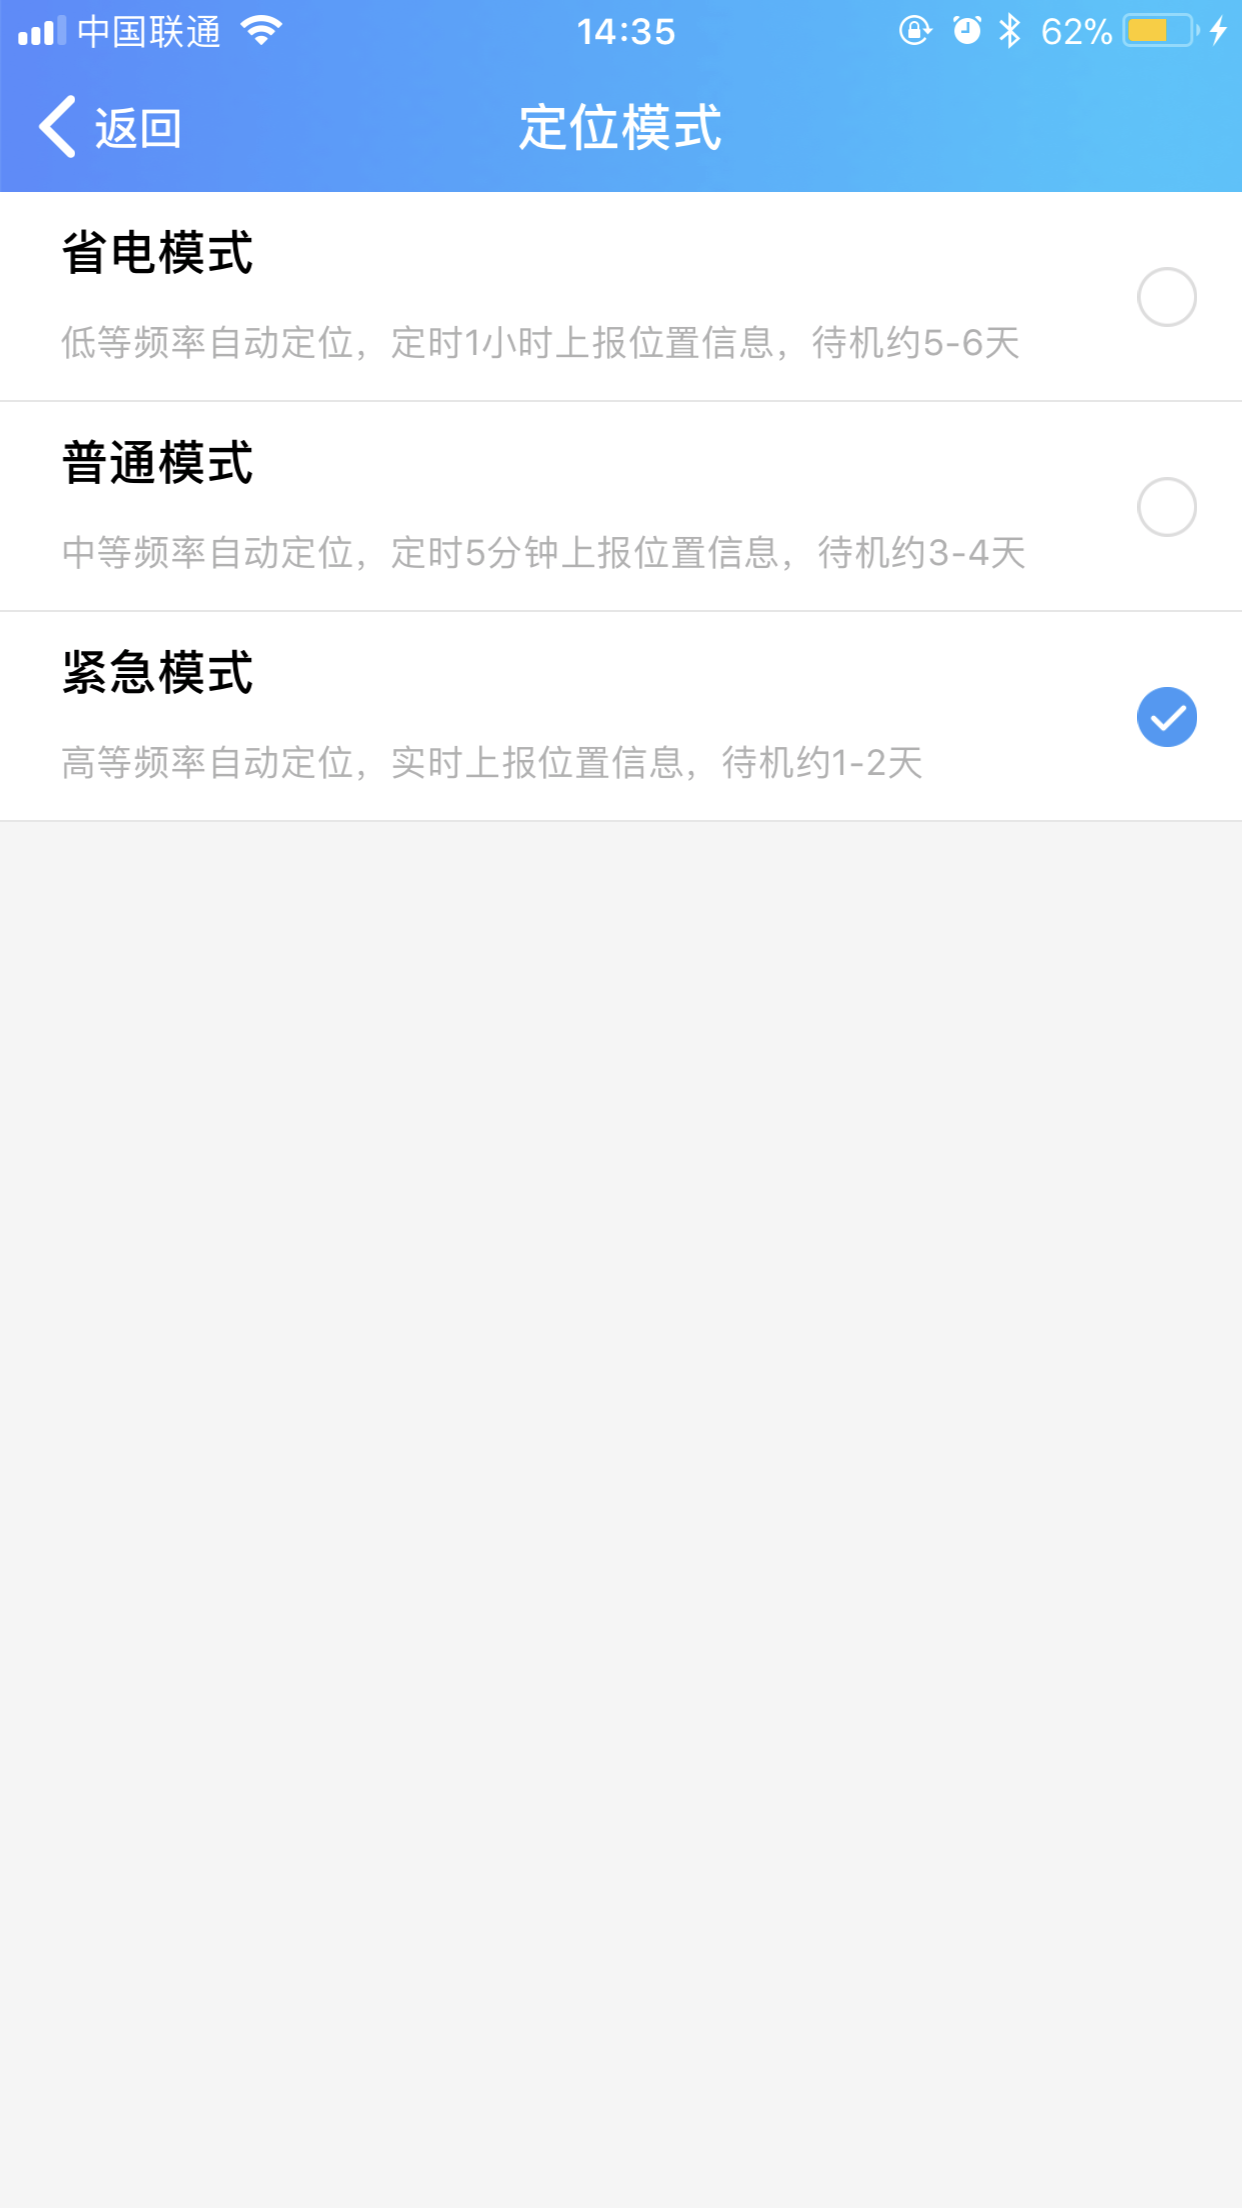 中国联通
14:35
62%
返回
定位模式
省电模式
低等频率自动定位，定时1小时上报位置信息，待机约5-6天
普通模式
中等频率自动定位，定时5分钟上报位置信息，待机约3-4天
紧急模式
高等频率自动定位，实时上报位置信息，待机约1-2天